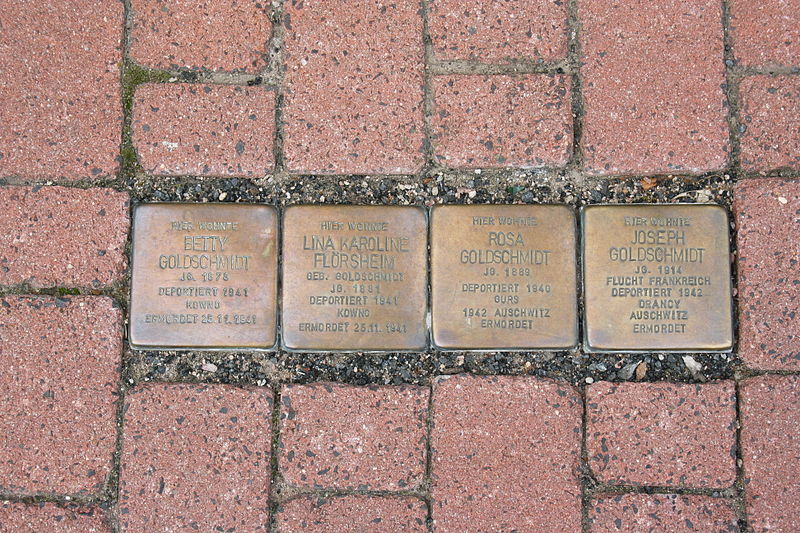 HIER WOHNTE
BETTY
GOLDSCHMIDT
JG. 1878
DEPORTIERT 1941
KOWNO
ERMORDET 25.11.1941
HIER WOHNTE
LINA KAROLINE
FLÖRSHEIM
GEB. GOLDSCHMIDT
JG. 1881
DEPORTIERT 1941
KOWNO
ERMORDET 25.11.1941
HIER WOHNTE
ROSA
GOLDSCHMIDT
JG. 1889
DEPORTIERT 1940
GURS
1942 AUSCHWITZ
ERMORDET
HIER WOHNTE
JOSEPH
GOLDSCHMIDT
JG. 1914
FLUCHT FRANKREICH
DEPORTIERT 1942
DRANCY
AUSCHWITZ
ERMORDET